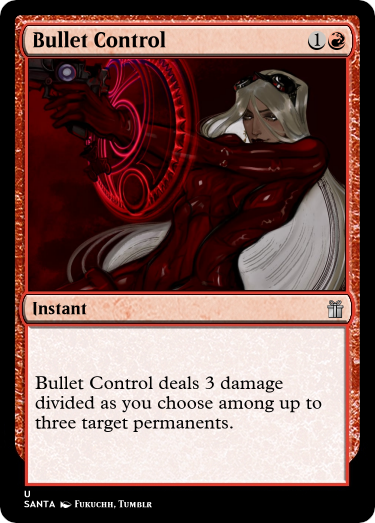 Bullet Control 1
Instant
Bullet Control deals 3 damage
divided as you choose among up to
three target permanents.
U
SANTA Fukuchh, Tumblr